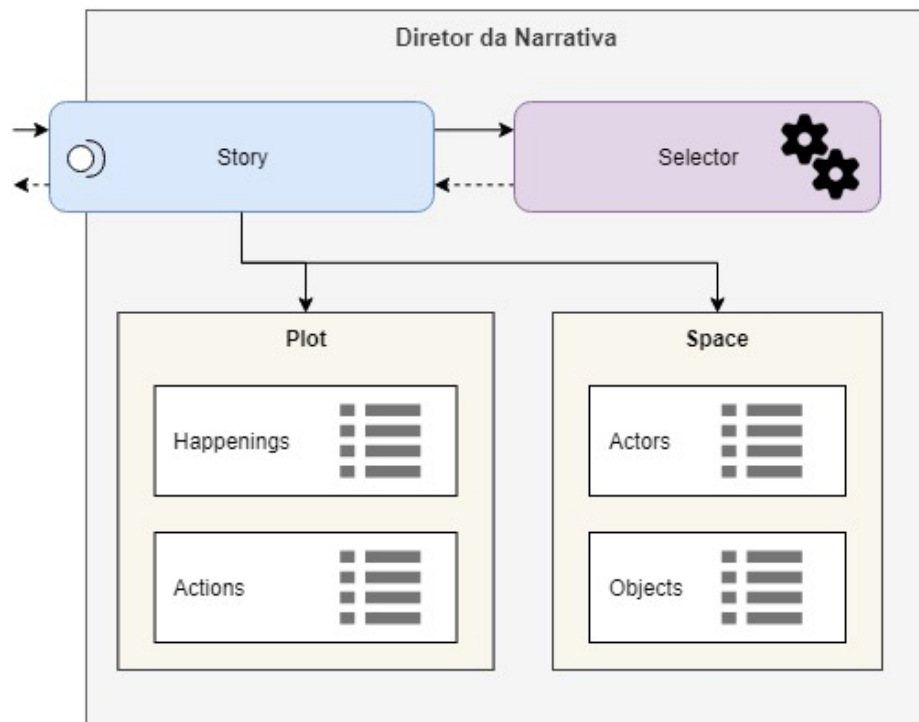 Diretor da Narrativa
Story
Selector
Plot
Space
Happenings
Actors
Actions
Objects